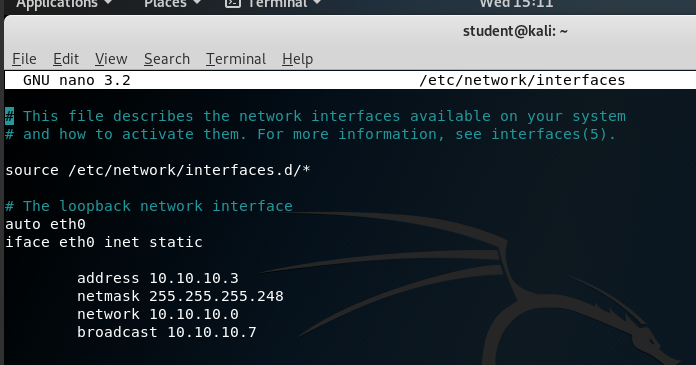 Applications Places Terminal Wed 15:11
student@kali: ~
File Edit View Search Terminal Help
GNU nano 3.2 /etc/network/interfaces
# This file describes the network interfaces available on your system
# and how to activate them. For more information, see interfaces(5).
source /etc/network/interfaces.d/*
# The loopback network interface
auto eth0
iface eth0 inet static
address 10.10.10.3
netmask 255.255.255.248
network 10.10.10.0
broadcast 10.10.10.7